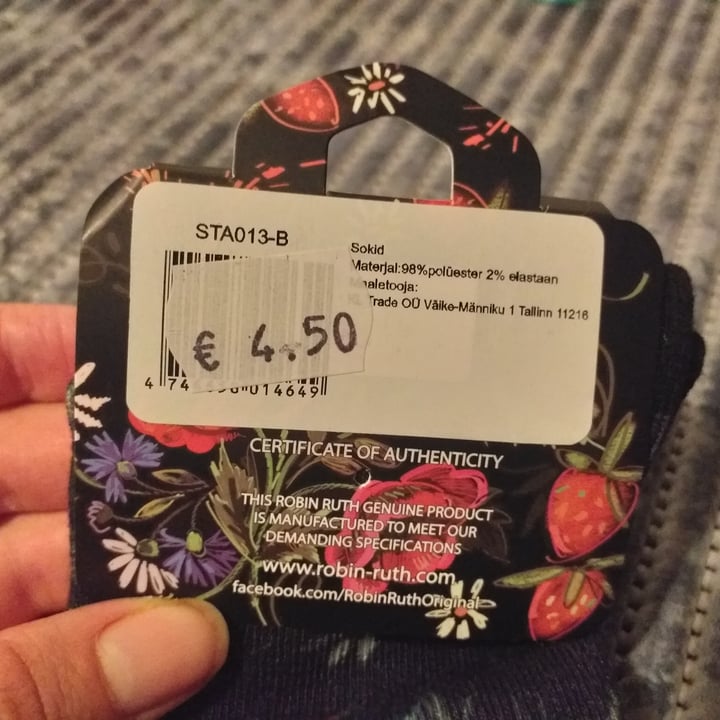 STA013-B
€ 4.50
4 74 014649
Sokid
Materjal:98%polüester 2% elastaan
Trade OÜ Väike-Männiku 1 Tallinn 11216
CERTIFICATE OF AUTHENTICITY
THIS ROBIN RUTH GENUINE PRODUCT
IS MANUFACTURED TO MEET OUR
DEMANDING SPECIFICATIONS
www.robin-ruth.com
facebook.com/RobinRuthOriginal